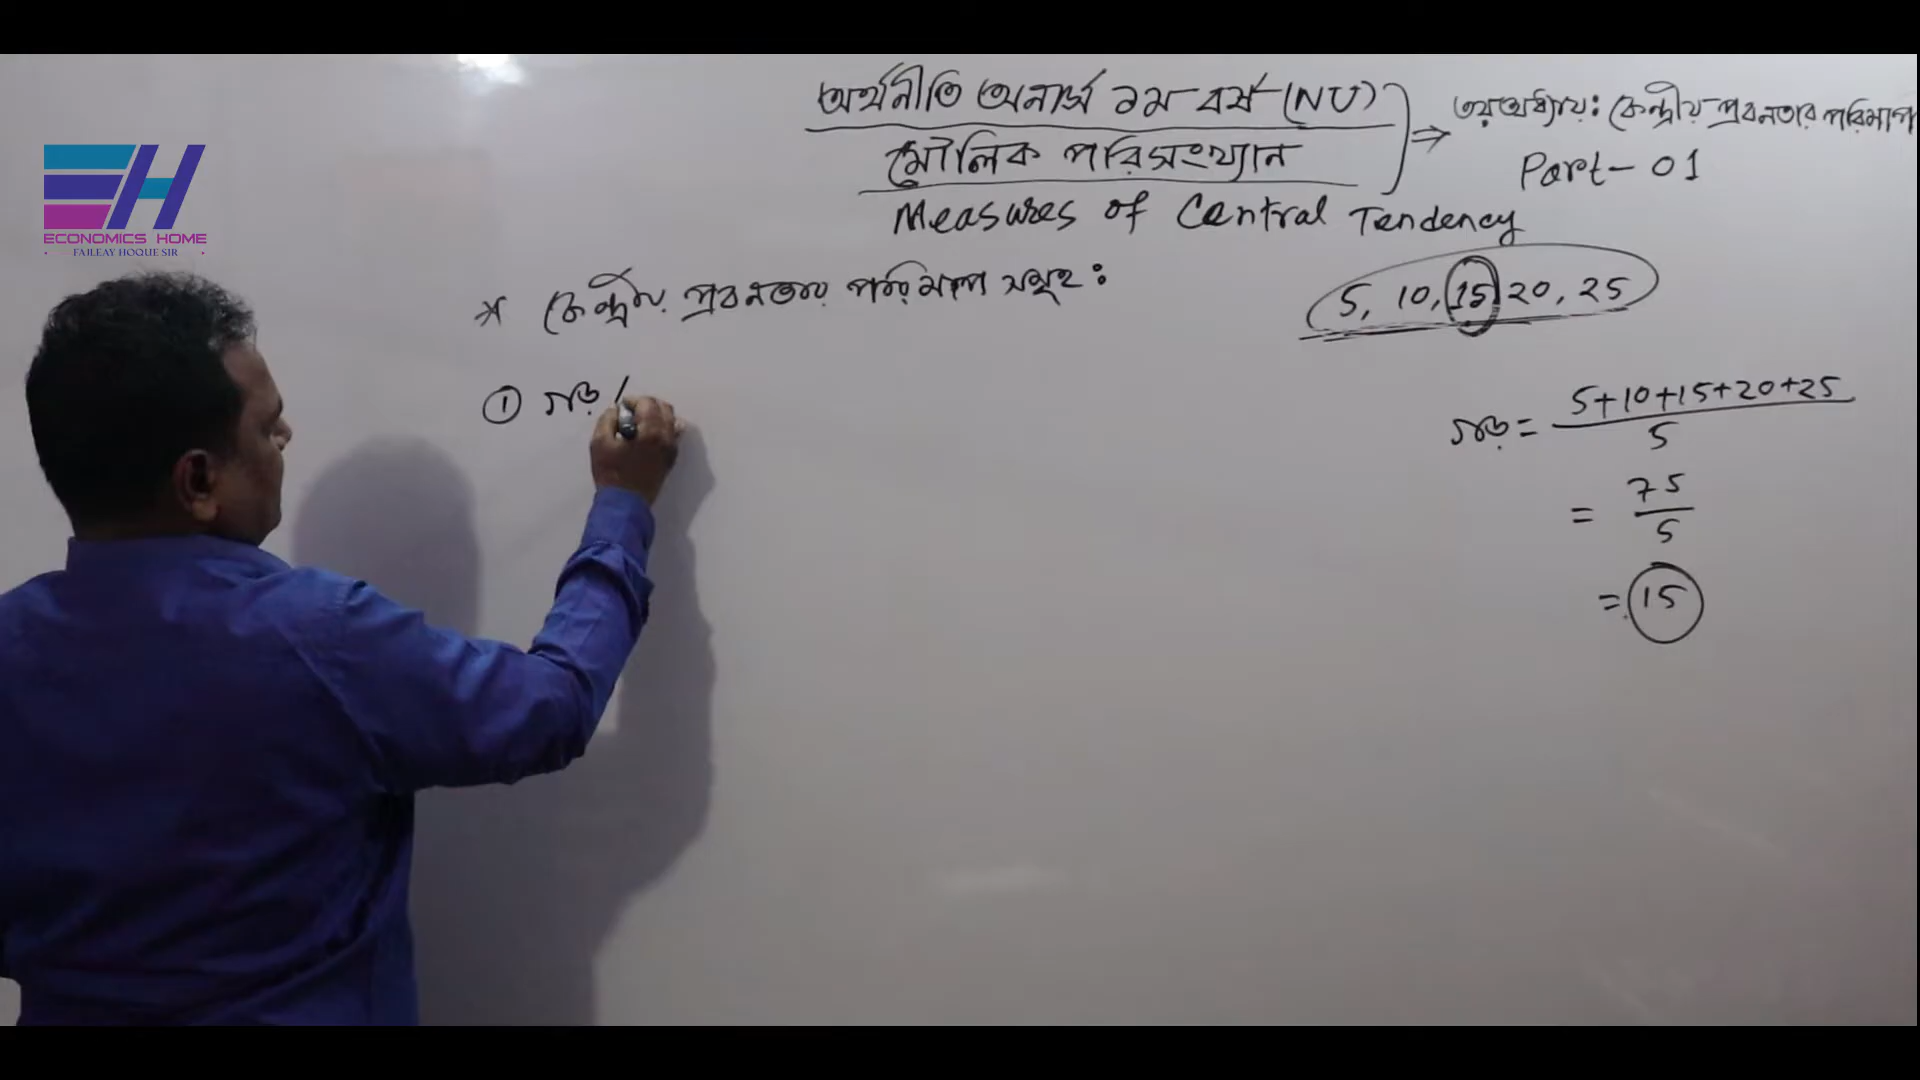 ECONOMICS HOME
FAILEAY HOQUE SIR
অর্থনীতি অনার্স ১ম বর্ষ (NU)
মৌলিক পরিসংখ্যান
Measures of Central Tendency
⇒ ৩য় অধ্যায়: কেন্দ্রীয় প্রবনতার পরিমাপ
Part- 01
* কেন্দ্রীয় প্রবনতার পরিমাপ সমূহ:
5, 10, 15, 20, 25
① গড় /
গড় = 5+10+15+20+25
5
= 75
5
= 15